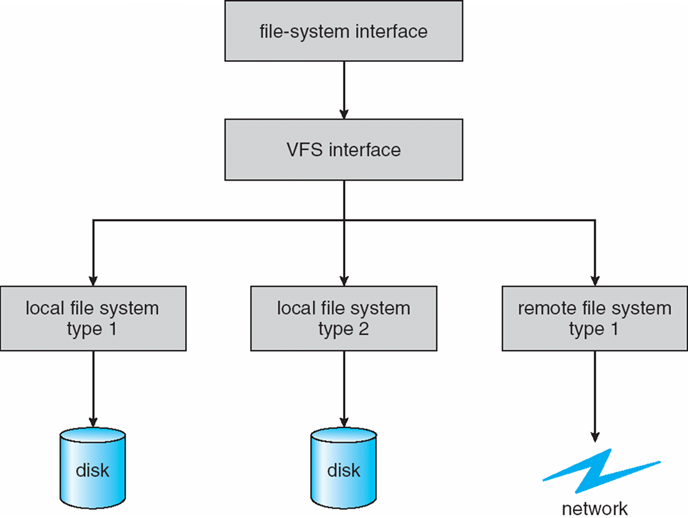 file-system interface
VFS interface
local file system
type 1
local file system
type 2
remote file system
type 1
disk
disk
network